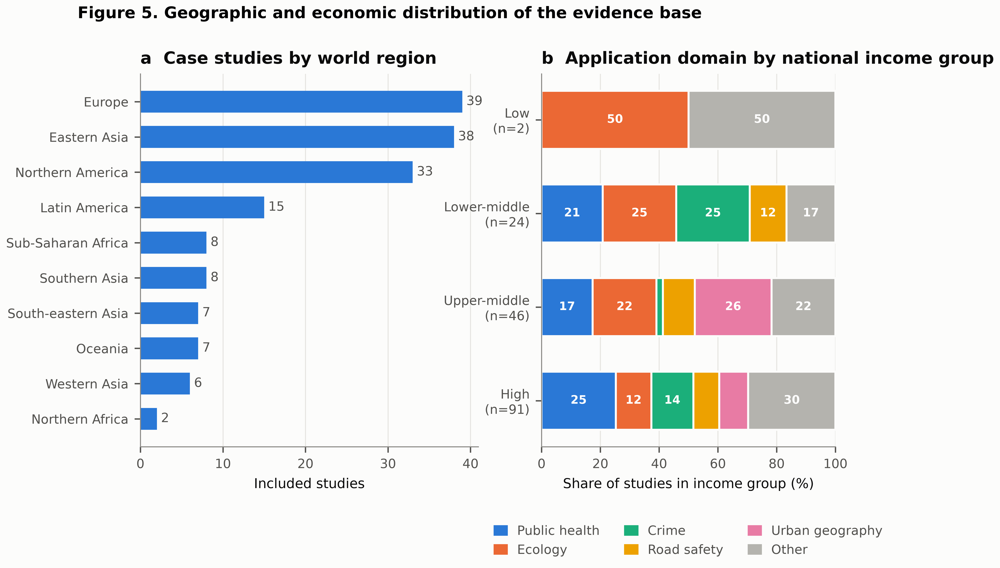 Figure 5. Geographic and economic distribution of the evidence base
a Case studies by world region
Europe 39
Eastern Asia 38
Northern America 33
Latin America 15
Sub-Saharan Africa 8
Southern Asia 8
South-eastern Asia 7
Oceania 7
Western Asia 6
Northern Africa 2
0 10 20 30 40
Included studies
b Application domain by national income group
Low
(n=2)
50 50
Lower-middle
(n=24)
21 25 25 12 17
Upper-middle
(n=46)
17 22 26 22
High
(n=91)
25 12 14 30
0 20 40 60 80 100
Share of studies in income group (%)
Public health Crime Urban geography
Ecology Road safety Other